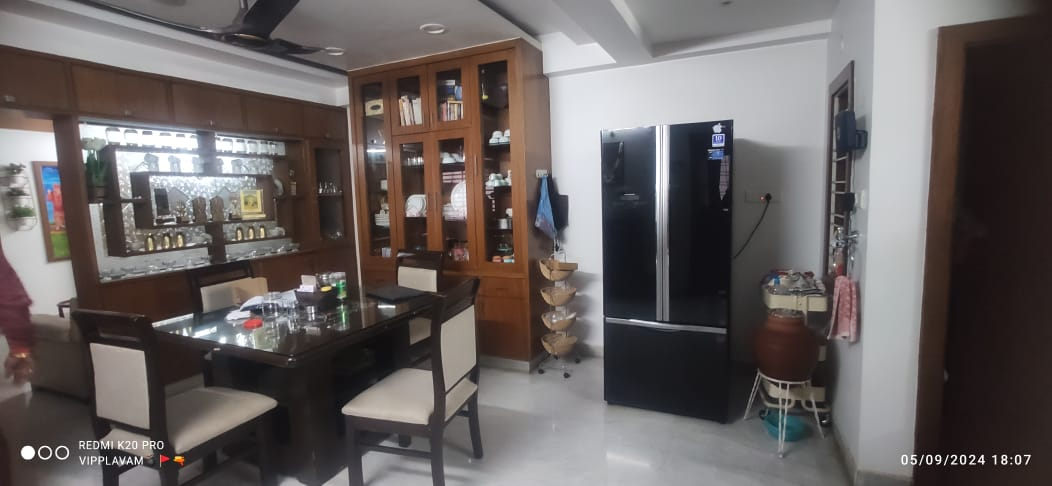 REDMI K20 PRO
VIPPLAVAM 🚩🔫
05/09/2024 18:07